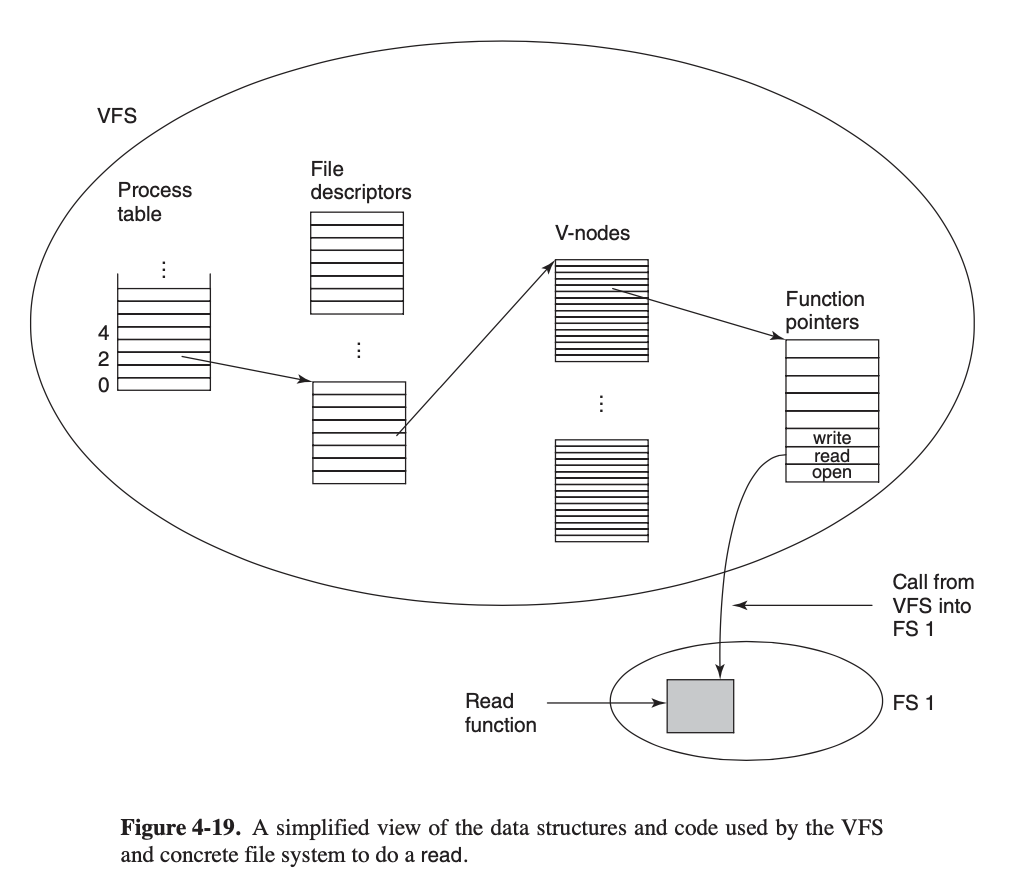 VFS
Process
table
File
descriptors
V-nodes
Function
pointers
4
2
0
write
read
open
Call from
VFS into
FS 1
Read
function
FS 1
Figure 4-19. A simplified view of the data structures and code used by the VFS
and concrete file system to do a read.